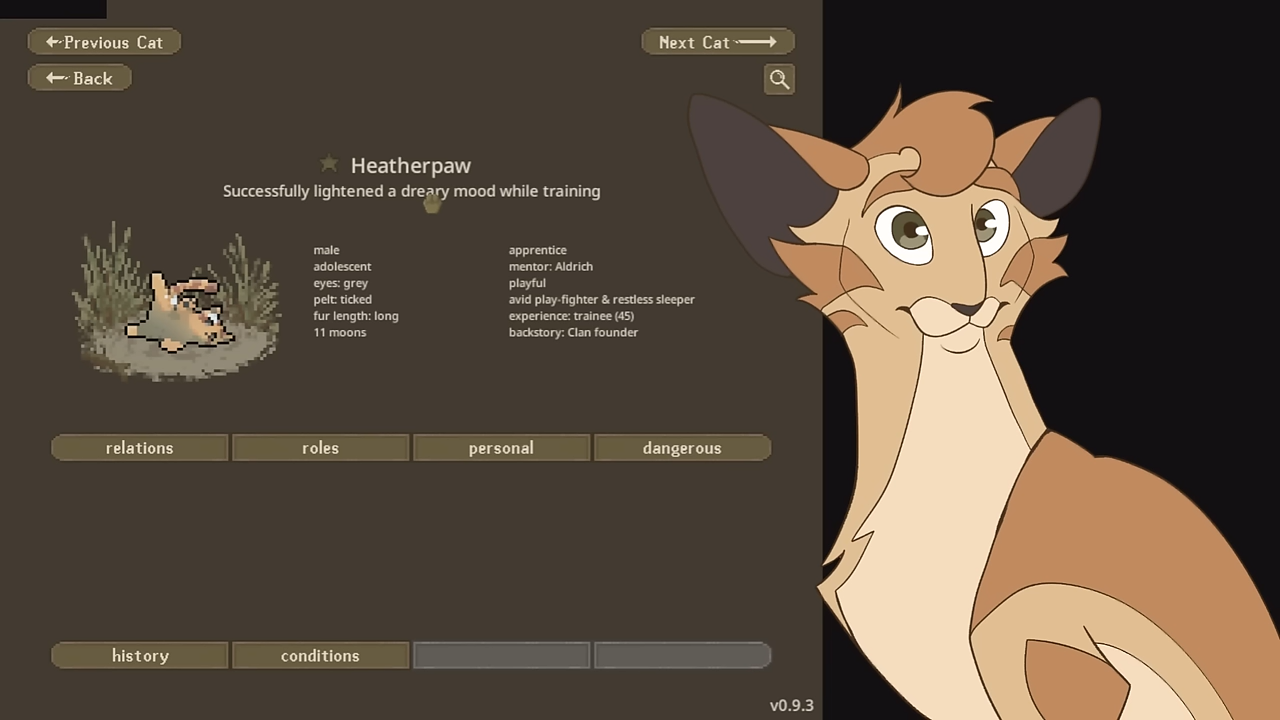 Previous Cat
Next Cat
Back
Heatherpaw
Successfully lightened a dreary mood while training
male
adolescent
eyes: grey
pelt: ticked
fur length: long
11 moons
apprentice
mentor: Aldrich
playful
avid play-fighter & restless sleeper
experience: trainee (45)
backstory: Clan founder
relations
roles
personal
dangerous
history
conditions
v0.9.3